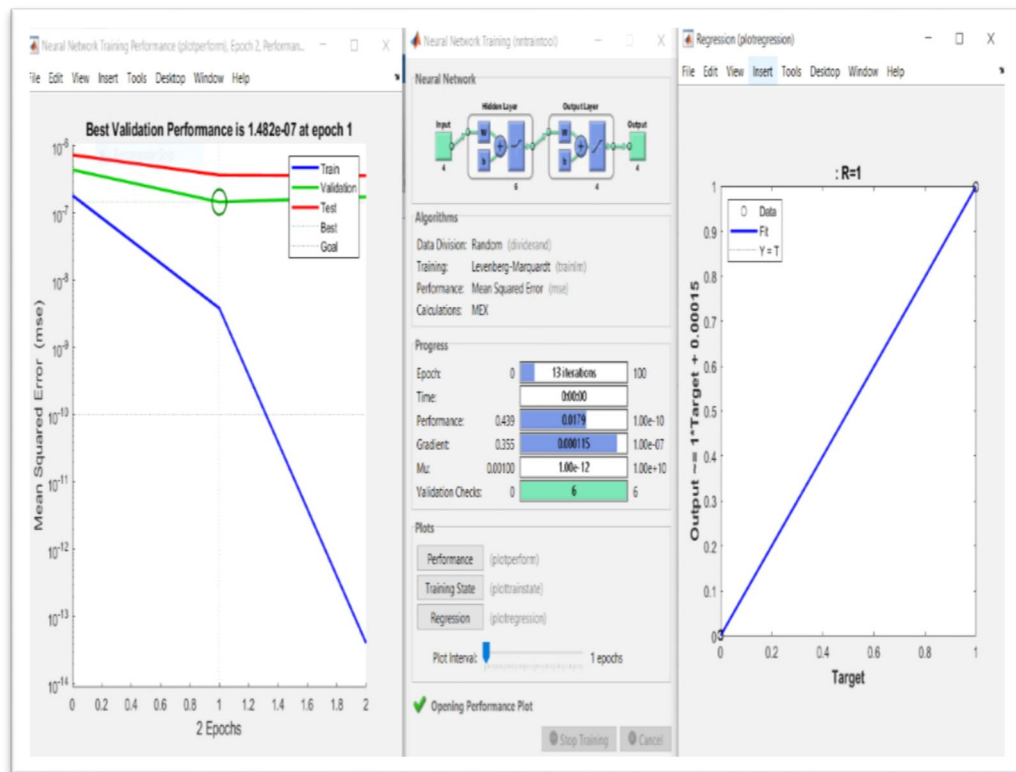 Neural Network Training Performance (plotperform), Epoch 2, Performan...
File Edit View Insert Tools Desktop Window Help
Best Validation Performance is 1.482e-07 at epoch 1
Train
Validation
Test
Best
Goal
10-6
10-7
10-8
10-9
10-10
10-11
10-12
10-13
10-14
Mean Squared Error (mse)
0 0.2 0.4 0.6 0.8 1 1.2 1.4 1.6 1.8 2
2 Epochs
Neural Network Training (nntraintool)...
Neural Network
Hidden Layer Output Layer
Input Output
W W
b b
4 6 4 4
Algorithms
Data Division: Random (dividerand)
Training: Levenberg-Marquardt (trainlm)
Performance: Mean Squared Error (mse)
Calculations: MEX
Progress
Epoch: 0 13 iterations 100
Time: 0:00:00
Performance: 0.439 0.0179 1.00e-10
Gradient: 0.355 0.000115 1.00e-07
Mu: 0.00100 1.00e-12 1.00e+10
Validation Checks: 0 6 6
Plots
Performance (plotperform)
Training State (plottrainstate)
Regression (plotregression)
Plot Interval: 1 epochs
Opening Performance Plot
Stop Training Cancel
Regression (plotregression)
File Edit View Insert Tools Desktop Window Help
: R=1
Data
Fit
Y = T
1
0.9
0.8
0.7
0.6
0.5
0.4
0.3
0.2
0.1
0
Output ~= 1*Target + 0.00015
0 0.2 0.4 0.6 0.8 1
Target